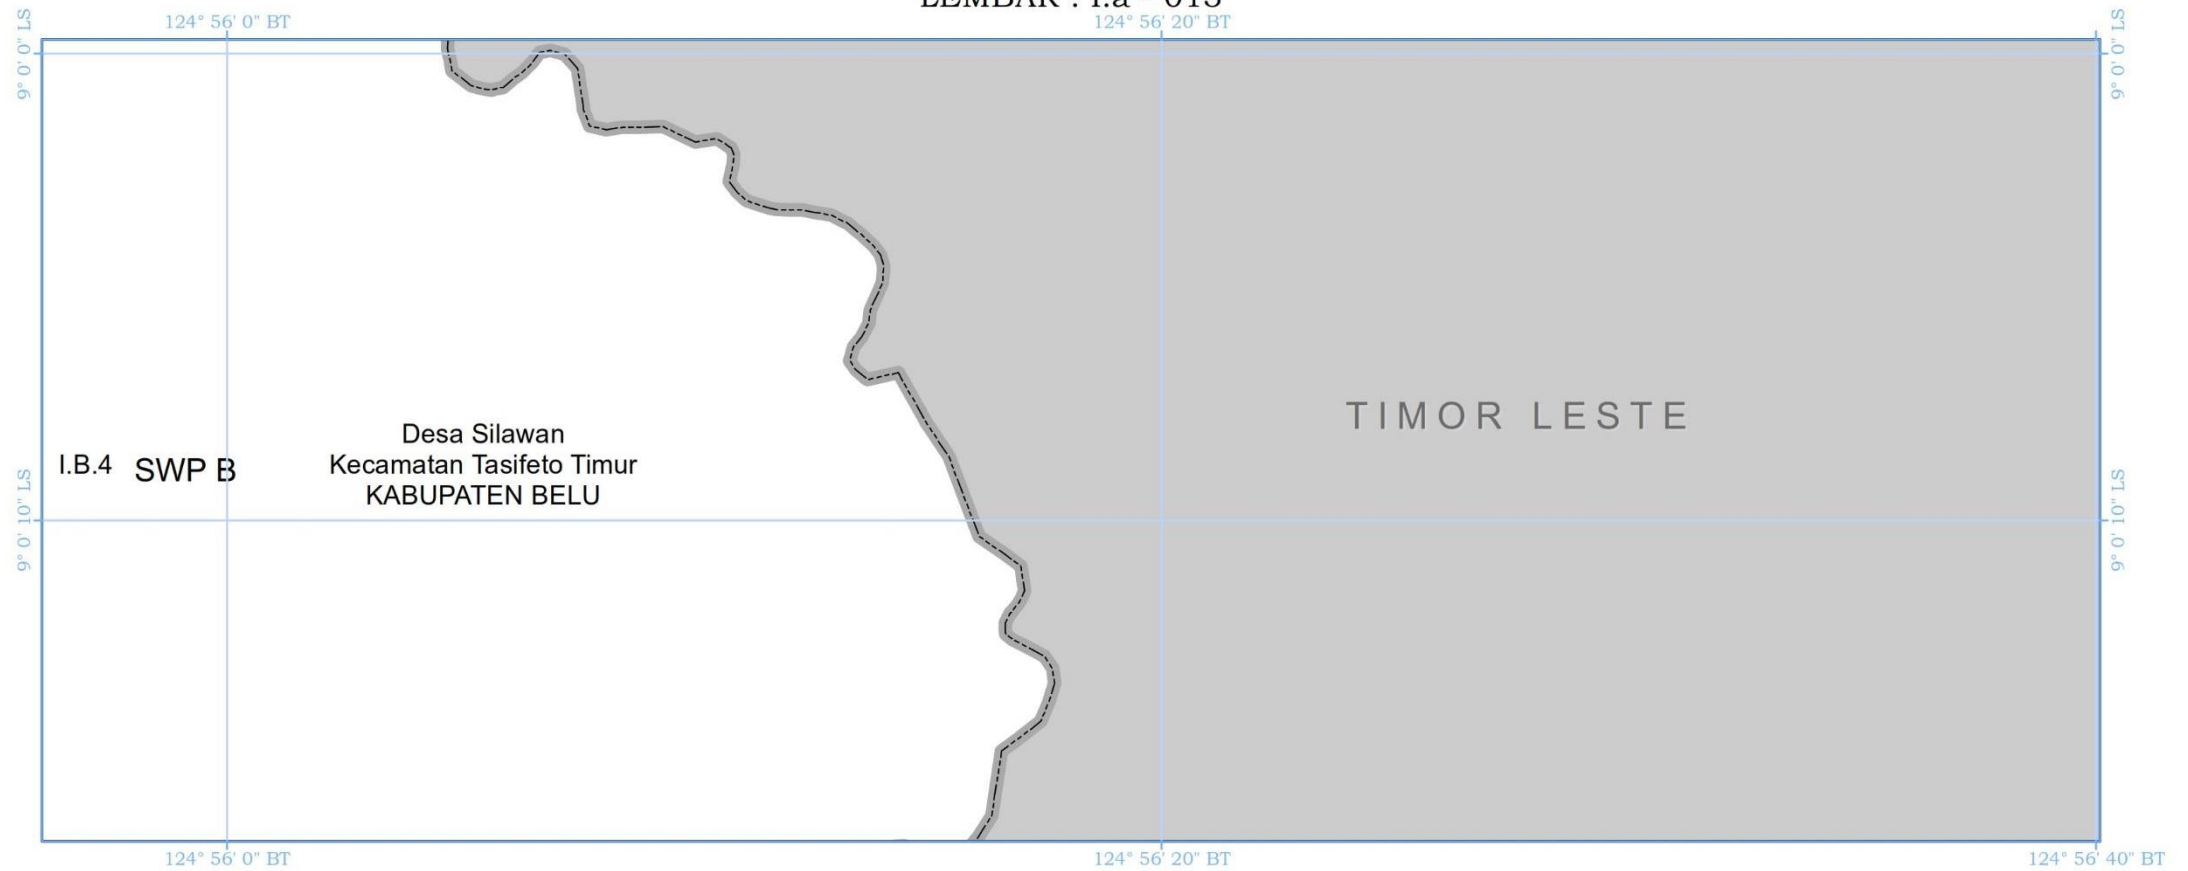 124° 56' 0" BT
124° 56' 20" BT
9° 0' 0" LS
9° 0' 0" LS
TIMOR LESTE
Desa Silawan
Kecamatan Tasifeto Timur
KABUPATEN BELU
I.B.4
SWP B
9° 0' 10" LS
9° 0' 10" LS
124° 56' 0" BT
124° 56' 20" BT
124° 56' 40" BT